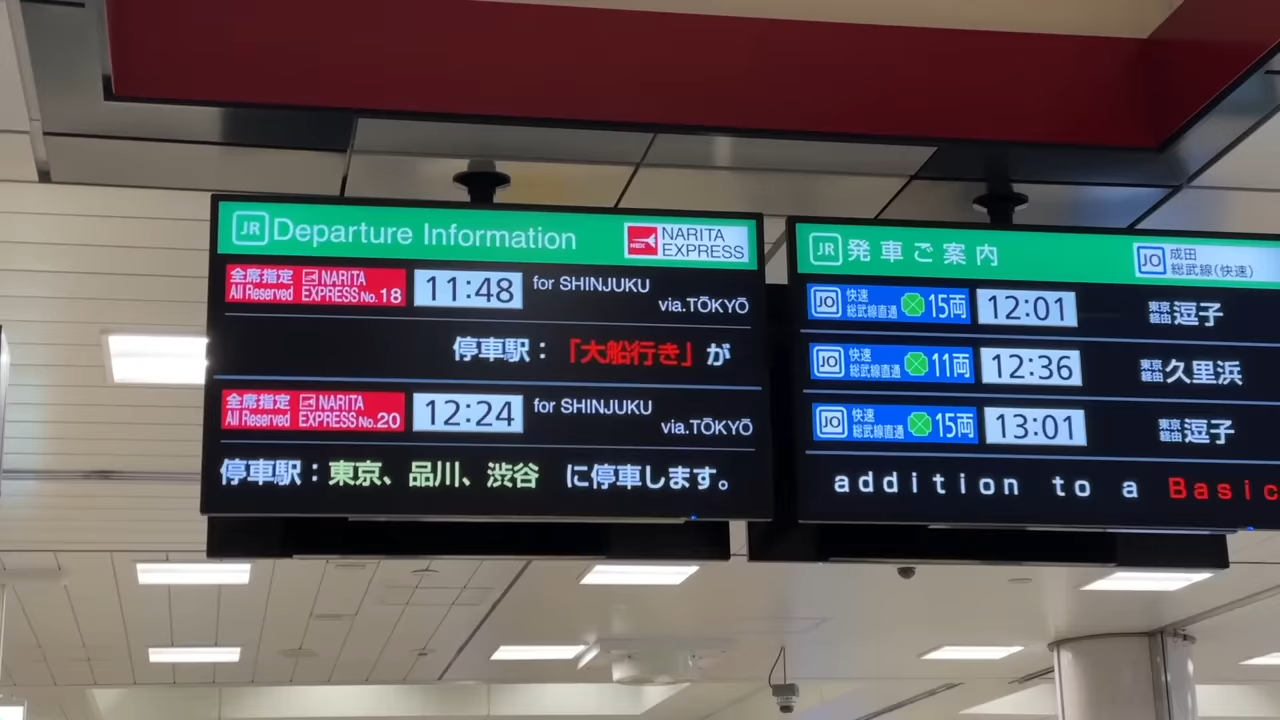 JR Departure Information NEX NARITA EXPRESS
全席指定 All Reserved NARITA EXPRESS No.18 11:48 for SHINJUKU via.TŌKYŌ
停車駅：「大船行き」が
全席指定 All Reserved NARITA EXPRESS No.20 12:24 for SHINJUKU via.TŌKYŌ
停車駅：東京、品川、渋谷 に停車します。
JR 発車ご案内 JO 成田 総武線(快速)
JO 快速 総武線直通 15両 12:01 東京経由 逗子
JO 快速 総武線直通 11両 12:36 東京経由 久里浜
JO 快速 総武線直通 15両 13:01 東京経由 逗子
addition to a Basic